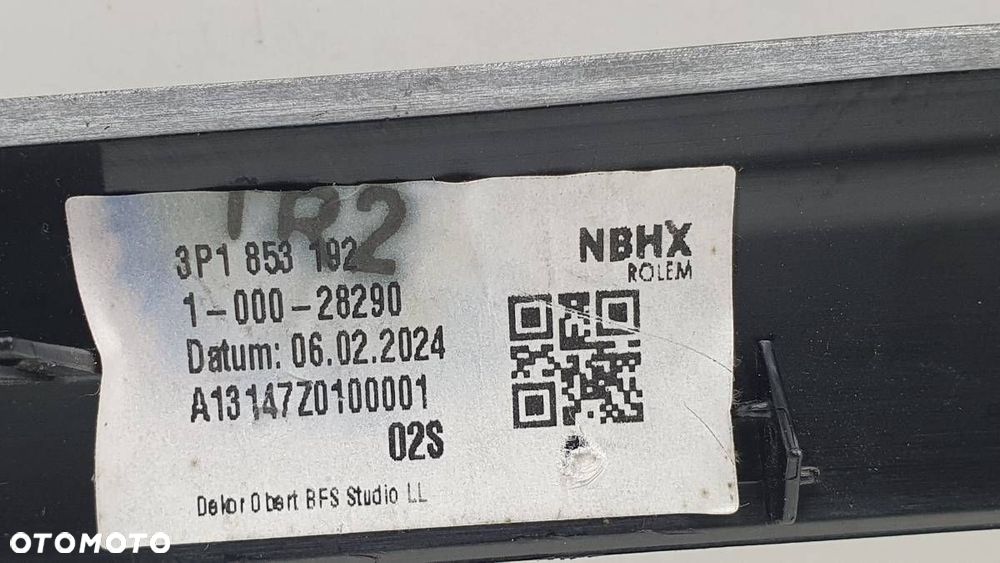 TR2
3P1 853 192
1-000-28290
Datum: 06.02.2024
A13147Z0100001
02S
Dekor Obert BFS Studio LL
NBHX
ROLEM
OTOMOTO